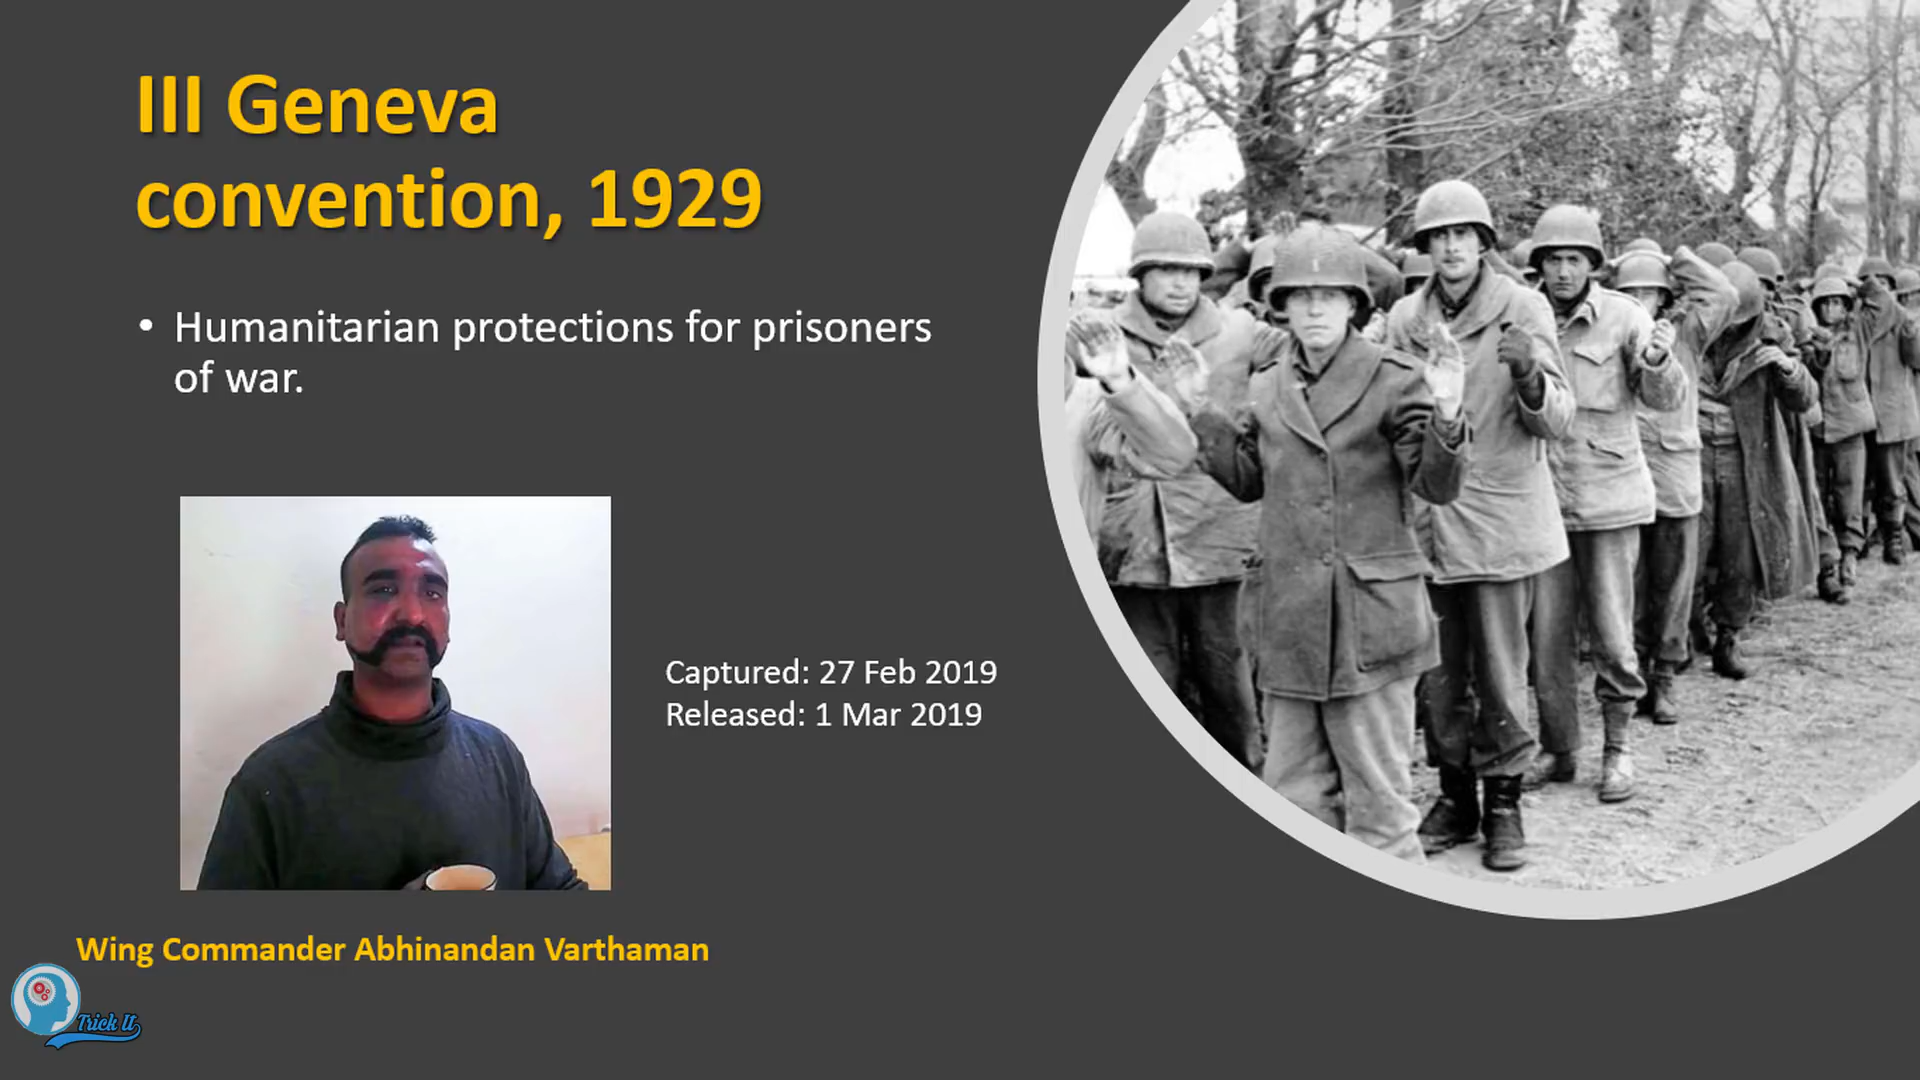 III Geneva
convention, 1929
• Humanitarian protections for prisoners
of war.
Captured: 27 Feb 2019
Released: 1 Mar 2019
Wing Commander Abhinandan Varthaman
Trick It